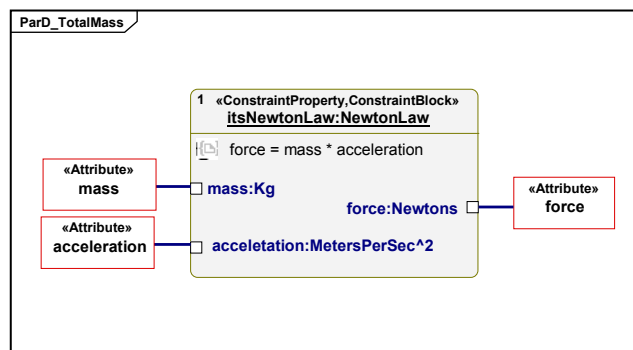 ParD_TotalMass
1 «ConstraintProperty,ConstraintBlock»
itsNewtonLaw:NewtonLaw
force = mass * acceleration
«Attribute»
mass
mass:Kg
«Attribute»
force
force:Newtons
«Attribute»
acceleration
acceletation:MetersPerSec^2